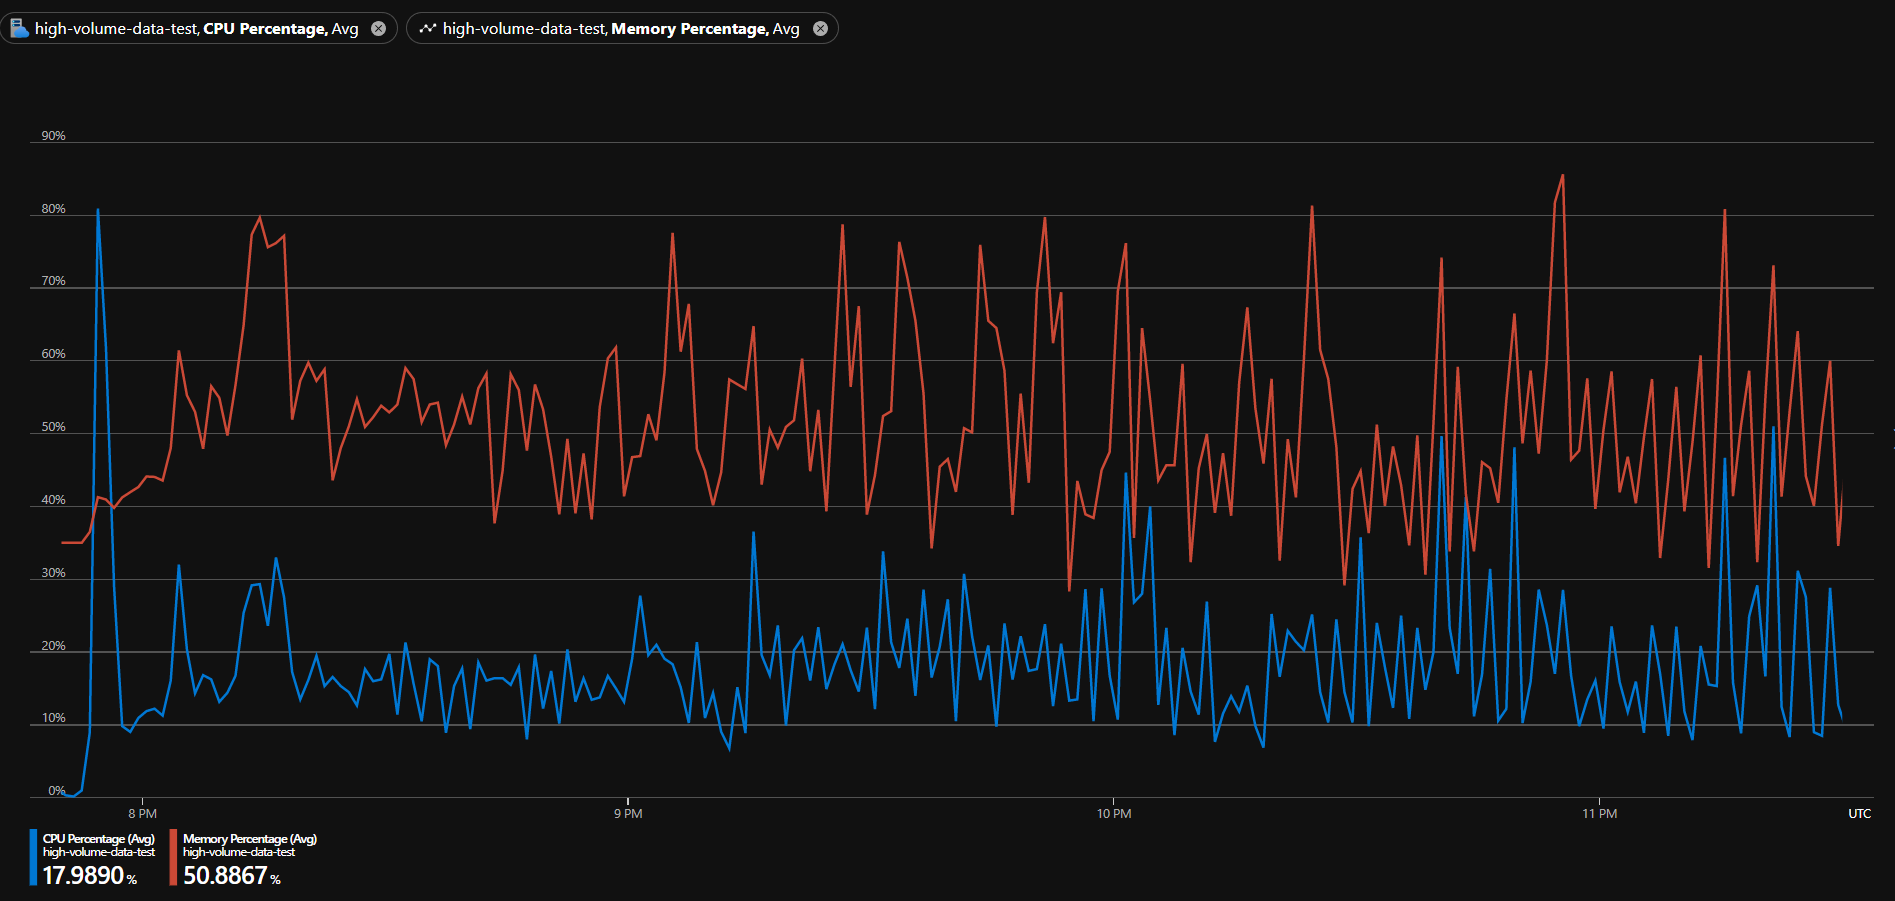 high-volume-data-test, CPU Percentage, Avg
high-volume-data-test, Memory Percentage, Avg
90%
80%
70%
60%
50%
40%
30%
20%
10%
0%
8 PM
9 PM
10 PM
11 PM
UTC
CPU Percentage (Avg)
high-volume-data-test
17.9890 %
Memory Percentage (Avg)
high-volume-data-test
50.8867 %